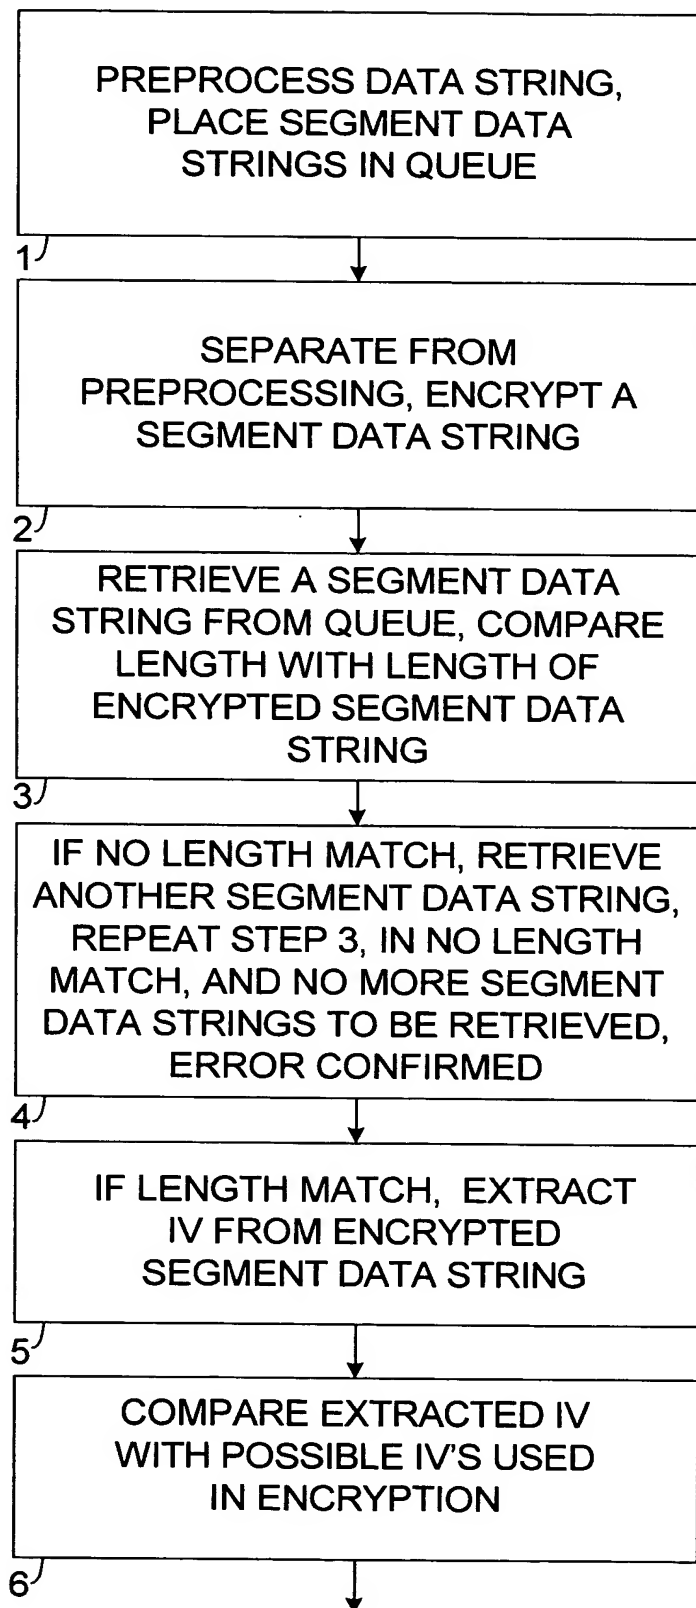 PREPROCESS DATA STRING,
PLACE SEGMENT DATA
STRINGS IN QUEUE
1
SEPARATE FROM
PREPROCESSING, ENCRYPT A
SEGMENT DATA STRING
2
RETRIEVE A SEGMENT DATA
STRING FROM QUEUE, COMPARE
LENGTH WITH LENGTH OF
ENCRYPTED SEGMENT DATA
STRING
3
IF NO LENGTH MATCH, RETRIEVE
ANOTHER SEGMENT DATA STRING,
REPEAT STEP 3, IN NO LENGTH
MATCH, AND NO MORE SEGMENT
DATA STRINGS TO BE RETRIEVED,
ERROR CONFIRMED
4
IF LENGTH MATCH, EXTRACT
IV FROM ENCRYPTED
SEGMENT DATA STRING
5
COMPARE EXTRACTED IV
WITH POSSIBLE IV'S USED
IN ENCRYPTION
6